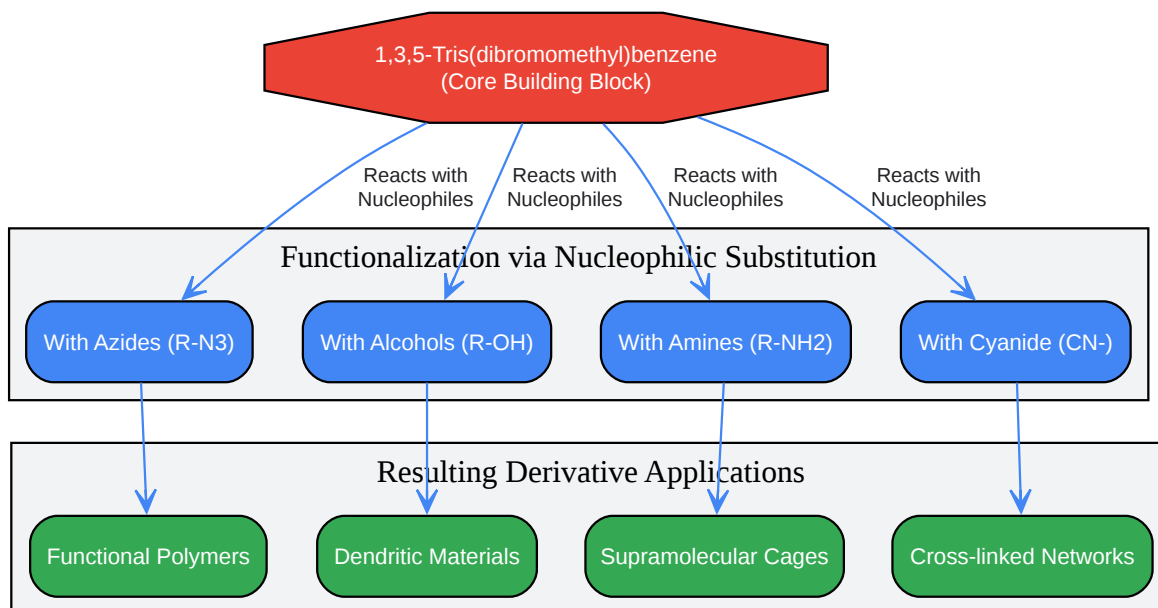 1,3,5-Tris(dibromomethyl)benzene
(Core Building Block)
Reacts with
Nucleophiles
Reacts with
Nucleophiles
Reacts with
Nucleophiles
Reacts with
Nucleophiles
Functionalization via Nucleophilic Substitution
With Azides (R-N3)
With Alcohols (R-OH)
With Amines (R-NH2)
With Cyanide (CN-)
Resulting Derivative Applications
Functional Polymers
Dendritic Materials
Supramolecular Cages
Cross-linked Networks